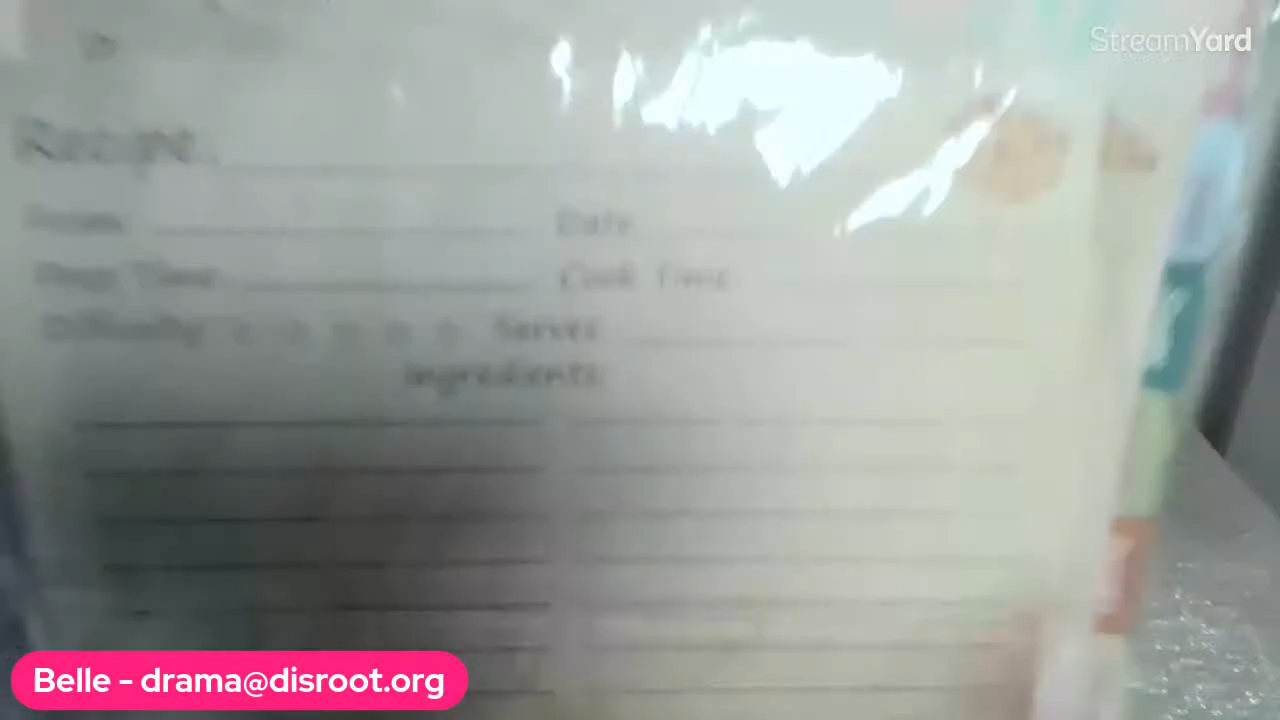 StreamYard
Recipe
From Date
Prep Time Cook Time
Difficulty Serves
Ingredients
Belle - drama@disroot.org